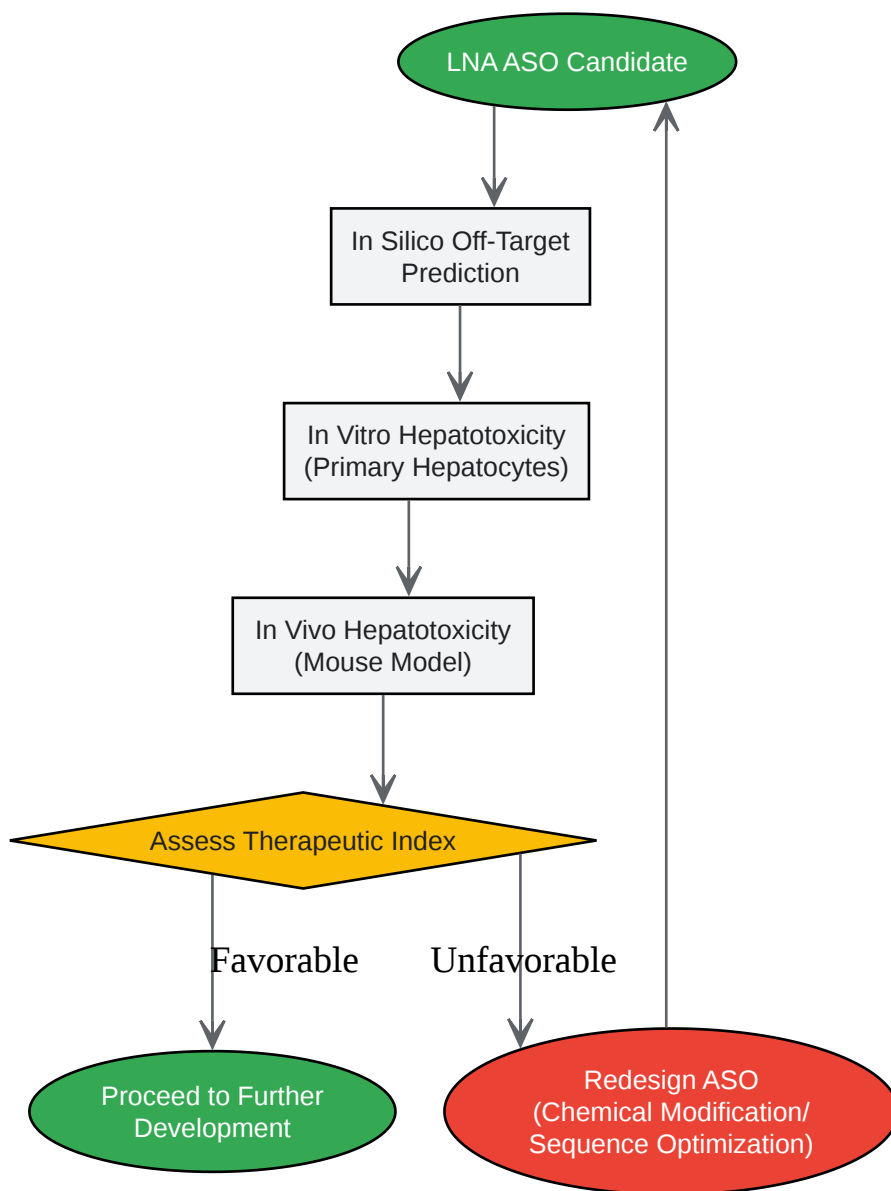 LNA ASO Candidate
In Silico Off-Target
Prediction
In Vitro Hepatotoxicity
(Primary Hepatocytes)
In Vivo Hepatotoxicity
(Mouse Model)
Assess Therapeutic Index
Favorable
Unfavorable
Proceed to Further
Development
Redesign ASO
(Chemical Modification/
Sequence Optimization)